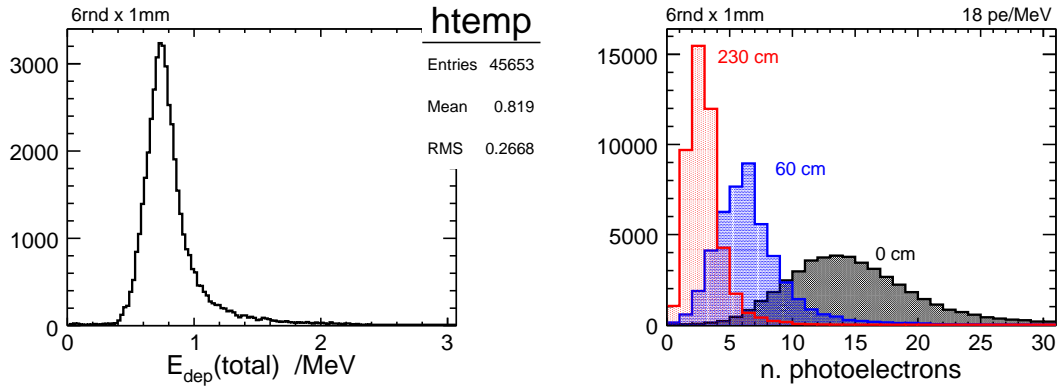 6rnd x 1mm
htemp
Entries 45653
Mean 0.819
RMS 0.2668
3000
2000
1000
0
0 1 2 3
E_dep(total) /MeV
6rnd x 1mm 18 pe/MeV
230 cm
60 cm
0 cm
15000
10000
5000
0
0 5 10 15 20 25 30
n. photoelectrons